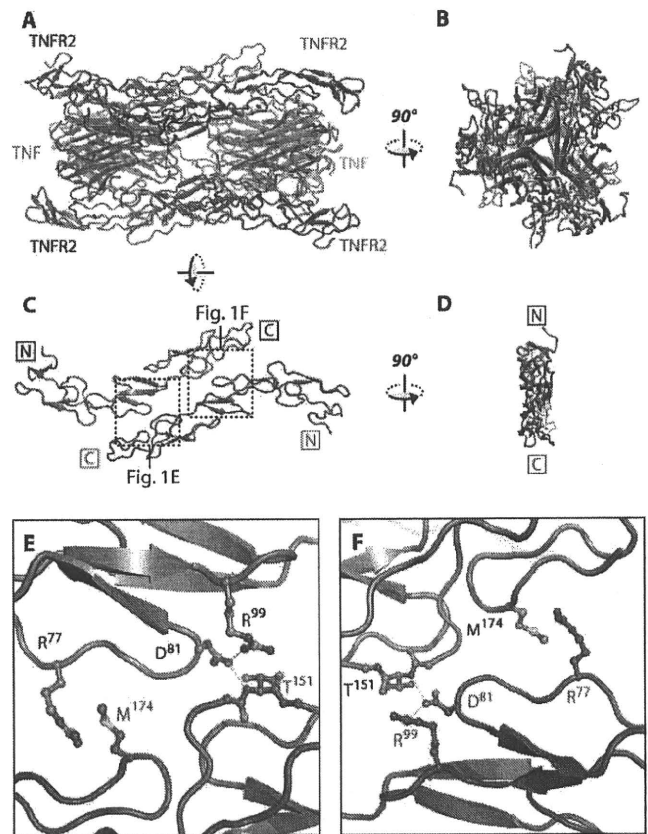 A
B
TNFR2
TNFR2
TNF
90°
TNF
TNFR2
TNFR2
C
Fig. 1F
C
D
N
N
90°
C
N
Fig. 1E
C
E
F
R99
R77
D81
M174
T151
M174
T151
D81
R77
R99